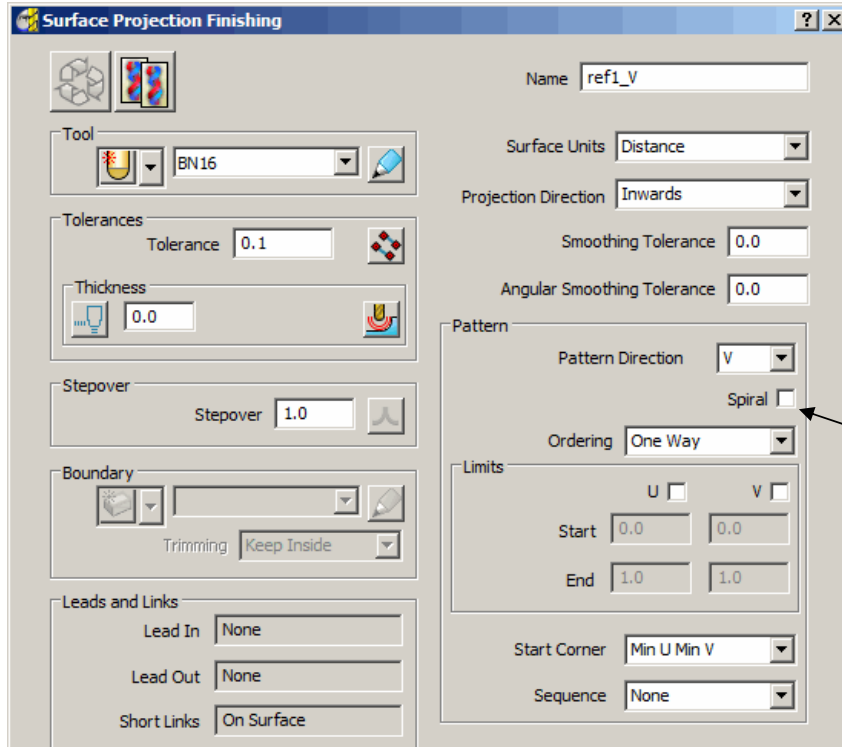 Surface Projection Finishing
Name ref1_V
Tool
BN16
Surface Units Distance
Projection Direction Inwards
Tolerances
Tolerance 0.1
Smoothing Tolerance 0.0
Thickness
0.0
Angular Smoothing Tolerance 0.0
Pattern
Pattern Direction V
Stepover
Stepover 1.0
Spiral
Ordering One Way
Boundary
Trimming Keep Inside
Limits
U V
Start 0.0 0.0
End 1.0 1.0
Leads and Links
Lead In None
Lead Out None
Short Links On Surface
Start Corner Min U Min V
Sequence None